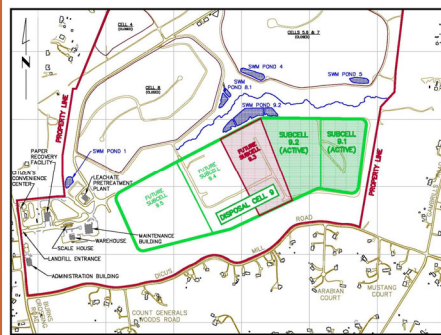 CELL 4
(CLOSED)
CELLS 5,6 & 7
(CLOSED)
N
SWM
POND 4
SWM
POND 8.1
SWM
POND 5
CELL 8
(CLOSED)
SWM POND 9.2
PROPERTY LINE
PAPER
RECOVERY
FACILITY
SWM POND 1
CITIZEN'S
CONVENIENCE
CENTER
LEACHATE
PRETREATMENT
PLANT
FUTURE
SUBCELL
9.3
SUBCELL
9.2
(ACTIVE)
SUBCELL
9.1
(ACTIVE)
FUTURE
SUBCELL
9.4
FUTURE
SUBCELL
9.5
DISPOSAL CELL 9
PROPERTY LINE
MAINTENANCE
BUILDING
WAREHOUSE
SCALE HOUSE
LANDFILL ENTRANCE
ADMINISTRATION BUILDING
DICUS
MILL
ROAD
BURNS
CROSSING
ROAD
COUNT GENERALS
WOODS ROAD
ARABIAN
COURT
MUSTANG
COURT